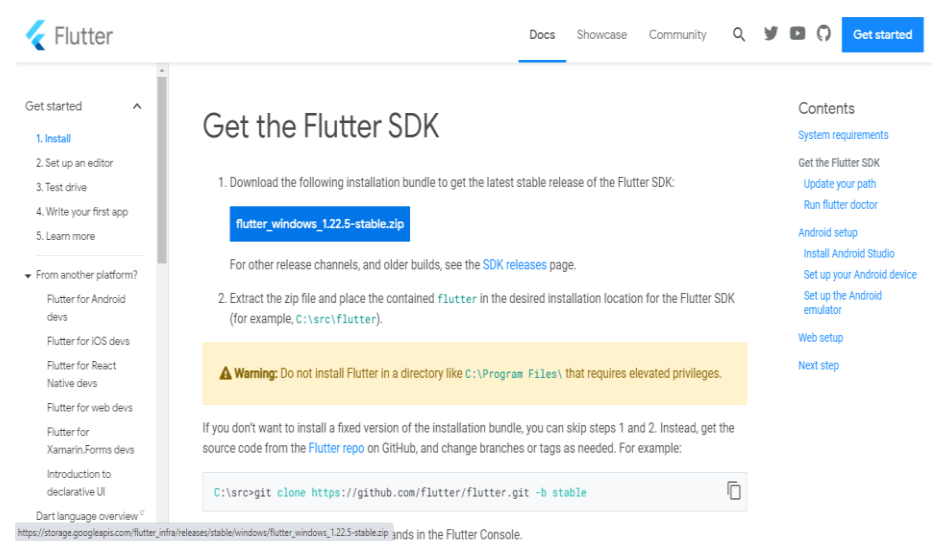 Flutter
Docs
Showcase
Community
Get started
Get started
1. Install
2. Set up an editor
3. Test drive
4. Write your first app
5. Learn more
From another platform?
Flutter for Android
devs
Flutter for iOS devs
Flutter for React
Native devs
Flutter for web devs
Flutter for
Xamarin.Forms devs
Introduction to
declarative UI
Dart language overview
Get the Flutter SDK
1. Download the following installation bundle to get the latest stable release of the Flutter SDK:
flutter_windows_1.22.5-stable.zip
For other release channels, and older builds, see the SDK releases page.
2. Extract the zip file and place the contained flutter in the desired installation location for the Flutter SDK
(for example, C:\src\flutter).
Warning: Do not install Flutter in a directory like C:\Program Files\ that requires elevated privileges.
If you don't want to install a fixed version of the installation bundle, you can skip steps 1 and 2. Instead, get the
source code from the Flutter repo on GitHub, and change branches or tags as needed. For example:
C:\src>git clone https://github.com/flutter/flutter.git -b stable
ands in the Flutter Console.
Contents
System requirements
Get the Flutter SDK
Update your path
Run flutter doctor
Android setup
Install Android Studio
Set up your Android device
Set up the Android
emulator
Web setup
Next step
https://storage.googleapis.com/flutter_infra/releases/stable/windows/flutter_windows_1.22.5-stable.zip